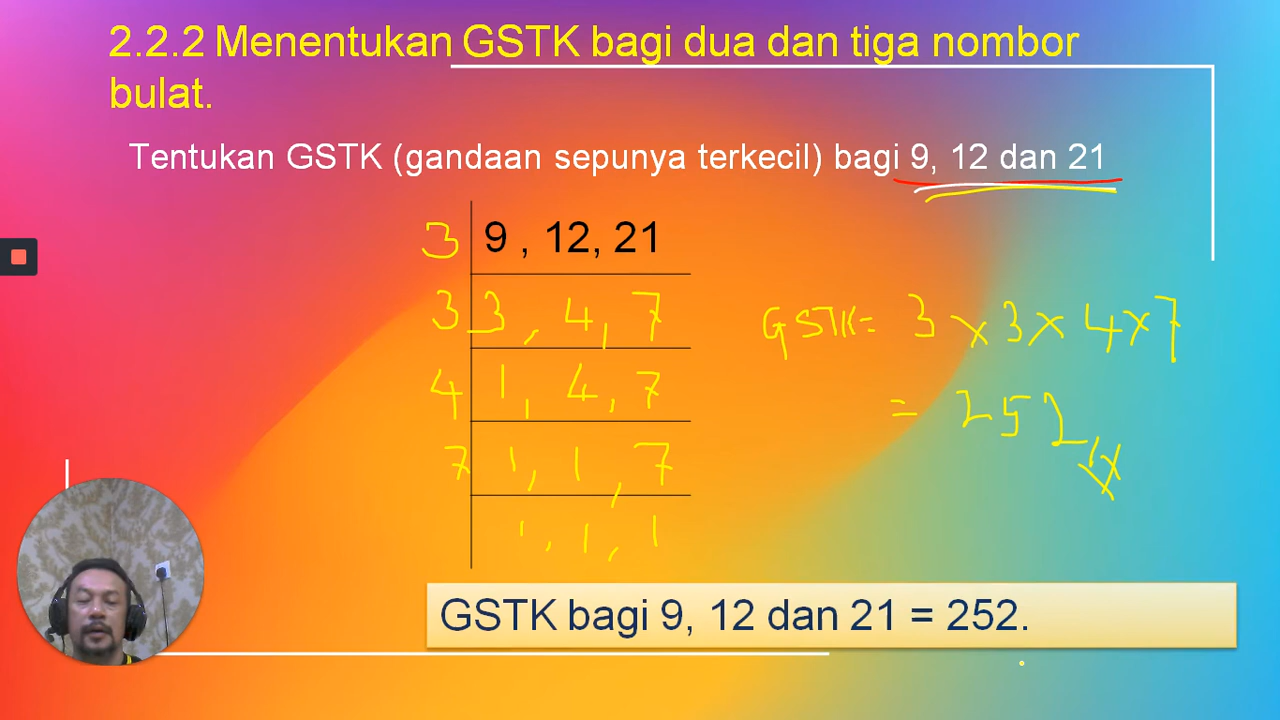 2.2.2 Menentukan GSTK bagi dua dan tiga nombor
bulat.
Tentukan GSTK (gandaan sepunya terkecil) bagi 9, 12 dan 21
3 9 , 12, 21
3 3 , 4, 7
4 1, 4, 7
7 1, 1, 7
1, 1, 1
GSTK= 3 x 3 x 4 x 7
= 252
GSTK bagi 9, 12 dan 21 = 252.